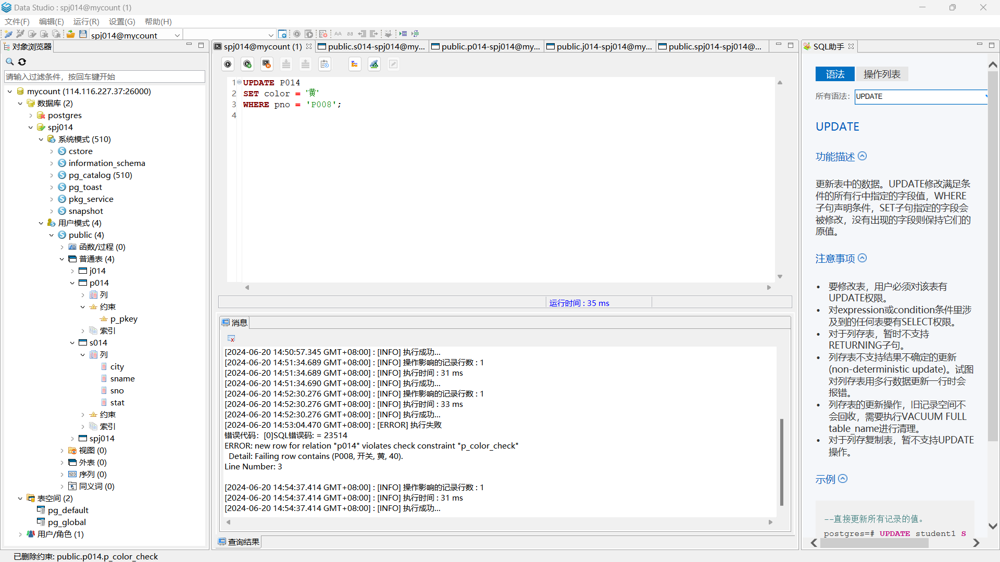 Data Studio : spj014@mycount (1)
文件(F) 编辑(E) 运行(R) 设置(G) 帮助(H)
spj014@mycount
对象浏览器
请输入过滤条件，按回车键开始
mycount (114.116.227.37:26000)
数据库 (2)
postgres
spj014
系统模式 (510)
cstore
information_schema
pg_catalog (510)
pg_toast
pkg_service
snapshot
用户模式 (4)
public (4)
函数/过程 (0)
普通表 (4)
j014
p014
列
约束
p_pkey
索引
s014
列
city
sname
sno
stat
约束
索引
spj014
视图 (0)
外表 (0)
序列 (0)
同义词 (0)
表空间 (2)
pg_default
pg_global
用户/角色 (1)
spj014@mycount (1) public.s014-spj014@my... public.p014-spj014@my... public.j014-spj014@my... public.spj014-spj014@...
1 UPDATE P014
2 SET color = '黄'
3 WHERE pno = 'P008';
4
运行时间 : 35 ms
消息
[2024-06-20 14:50:57.345 GMT+08:00] : [INFO] 执行成功...
[2024-06-20 14:51:34.689 GMT+08:00] : [INFO] 操作影响的记录行数 : 1
[2024-06-20 14:51:34.689 GMT+08:00] : [INFO] 执行时间 : 31 ms
[2024-06-20 14:51:34.690 GMT+08:00] : [INFO] 执行成功...
[2024-06-20 14:52:30.276 GMT+08:00] : [INFO] 操作影响的记录行数 : 1
[2024-06-20 14:52:30.276 GMT+08:00] : [INFO] 执行时间 : 33 ms
[2024-06-20 14:52:30.276 GMT+08:00] : [INFO] 执行成功...
[2024-06-20 14:53:04.470 GMT+08:00] : [ERROR] 执行失败
错误代码：[0]SQL错误码: = 23514
ERROR: new row for relation "p014" violates check constraint "p_color_check"
Detail: Failing row contains (P008, 开关, 黄, 40).
Line Number: 3
[2024-06-20 14:54:37.414 GMT+08:00] : [INFO] 操作影响的记录行数 : 1
[2024-06-20 14:54:37.414 GMT+08:00] : [INFO] 执行时间 : 31 ms
[2024-06-20 14:54:37.414 GMT+08:00] : [INFO] 执行成功...
查询结果
SQL助手
语法 操作列表
所有语法: UPDATE
UPDATE
功能描述
更新表中的数据。UPDATE修改满足条
件的所有行中指定的字段值，WHERE
子句声明条件，SET子句指定的字段会
被修改，没有出现的字段则保持它们的
原值。
注意事项
• 要修改表，用户必须对该表有
UPDATE权限。
• 对expression或condition条件里涉
及到的任何表要有SELECT权限。
• 对于列存表，暂时不支持
RETURNING子句。
• 列存表不支持结果不确定的更新
(non-deterministic update)。试图
对列存表用多行数据更新一行时会
报错。
• 列存表的更新操作，旧记录空间不
会回收，需要执行VACUUM FULL
table_name进行清理。
• 对于列存复制表，暂不支持UPDATE
操作。
示例
--直接更新所有记录的值。
postgres=# UPDATE student1 S
已删除约束: public.p014.p_color_check